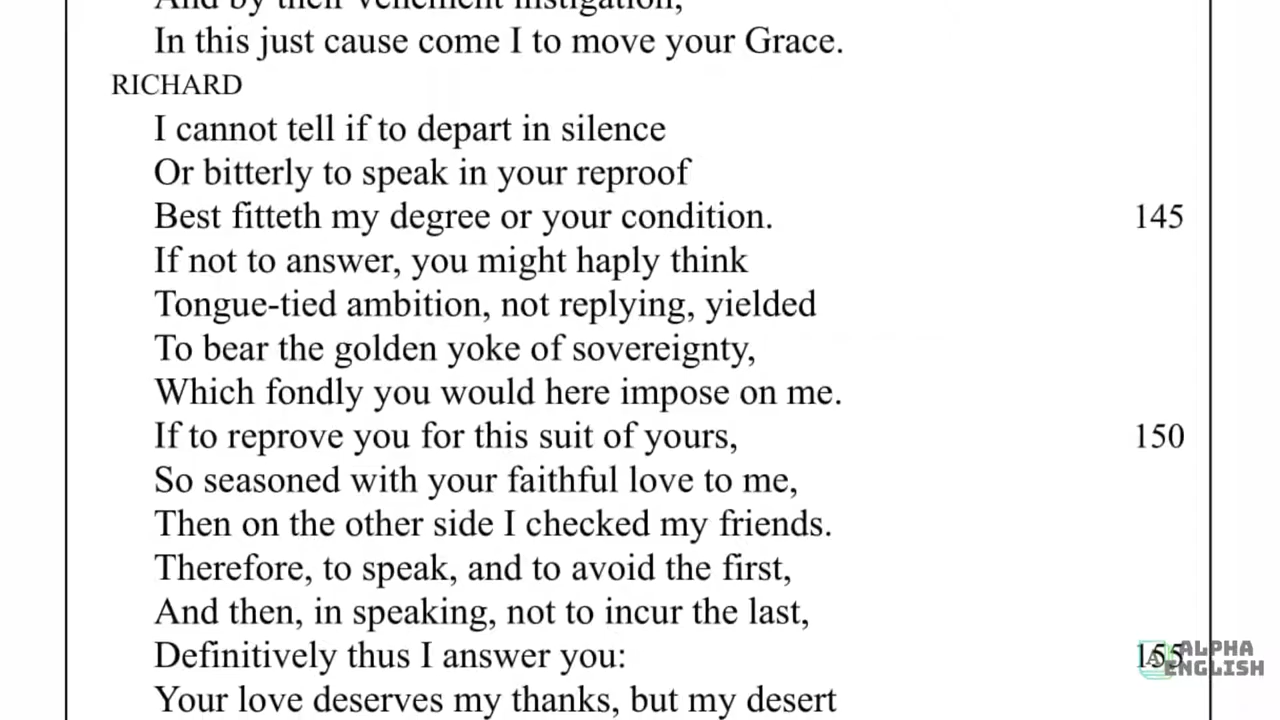 And by their vehement instigation,
In this just cause come I to move your Grace.
RICHARD
I cannot tell if to depart in silence
Or bitterly to speak in your reproof
Best fitteth my degree or your condition. 145
If not to answer, you might haply think
Tongue-tied ambition, not replying, yielded
To bear the golden yoke of sovereignty,
Which fondly you would here impose on me.
If to reprove you for this suit of yours, 150
So seasoned with your faithful love to me,
Then on the other side I checked my friends.
Therefore, to speak, and to avoid the first,
And then, in speaking, not to incur the last,
Definitively thus I answer you: 155
Your love deserves my thanks, but my desert
ALPHA
ENGLISH